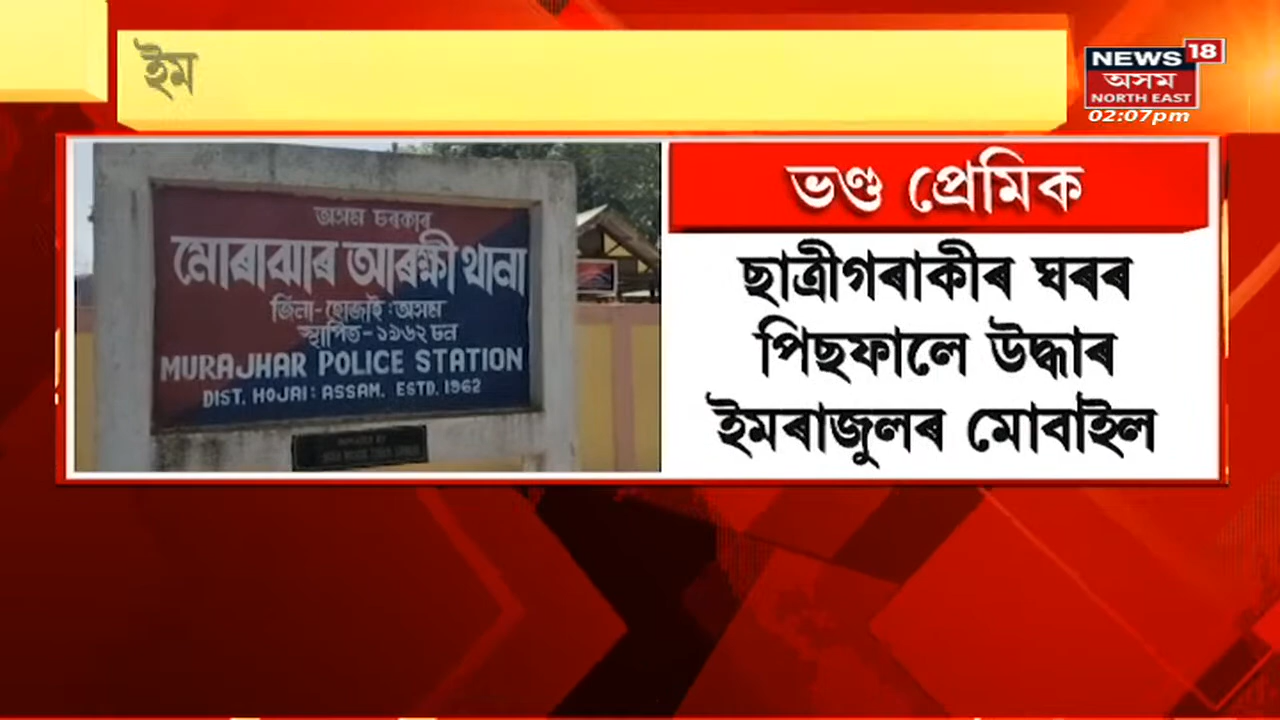 ইম
NEWS 18
অসম
NORTH EAST
02:07pm
অসম চৰকাৰ
মোৰাঝাৰ আৰক্ষী থানা
জিলা-হোজাই : অসম
স্থাপিত - ১৯৬২ চন
MURAJHAR POLICE STATION
DIST. HOJAI : ASSAM. ESTD. 1962
ভণ্ড প্ৰেমিক
ছাত্ৰীগৰাকীৰ ঘৰৰ
পিছফালে উদ্ধাৰ
ইমৰাজুলৰ মোবাইল